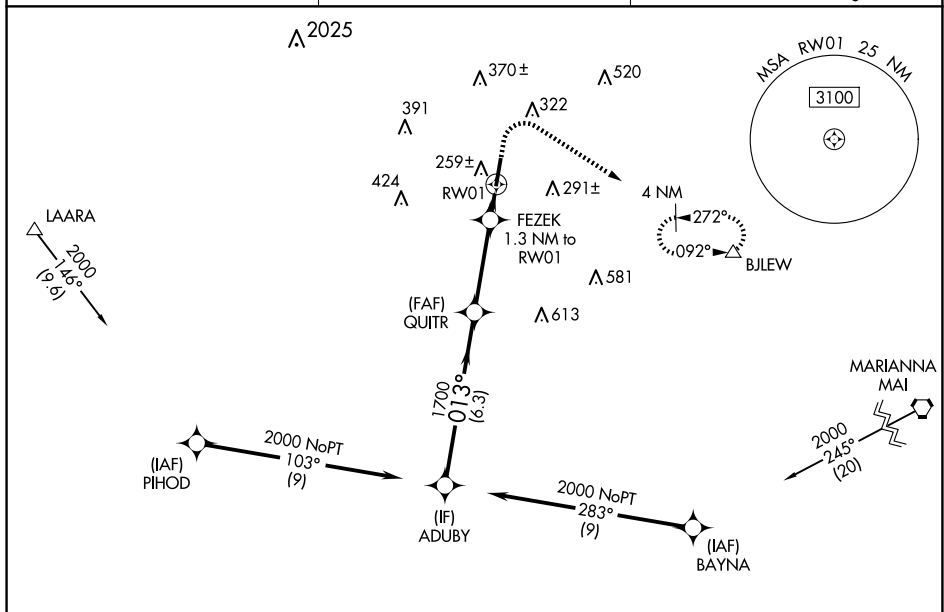 2025
370±
520
391
322
259±
424
RW01
291±
FEZEK
1.3 NM to
RW01
581
613
(FAF)
QUITR
MSA RW01 25 NM
3100
4 NM
272°
092°
BJLEW
LAARA
2000
146°
(9.6)
MARIANNA
MAI
2000
245°
(20)
1700
013°
(6.3)
(IAF)
PIHOD
2000 NoPT
103°
(9)
(IF)
ADUBY
2000 NoPT
283°
(9)
(IAF)
BAYNA